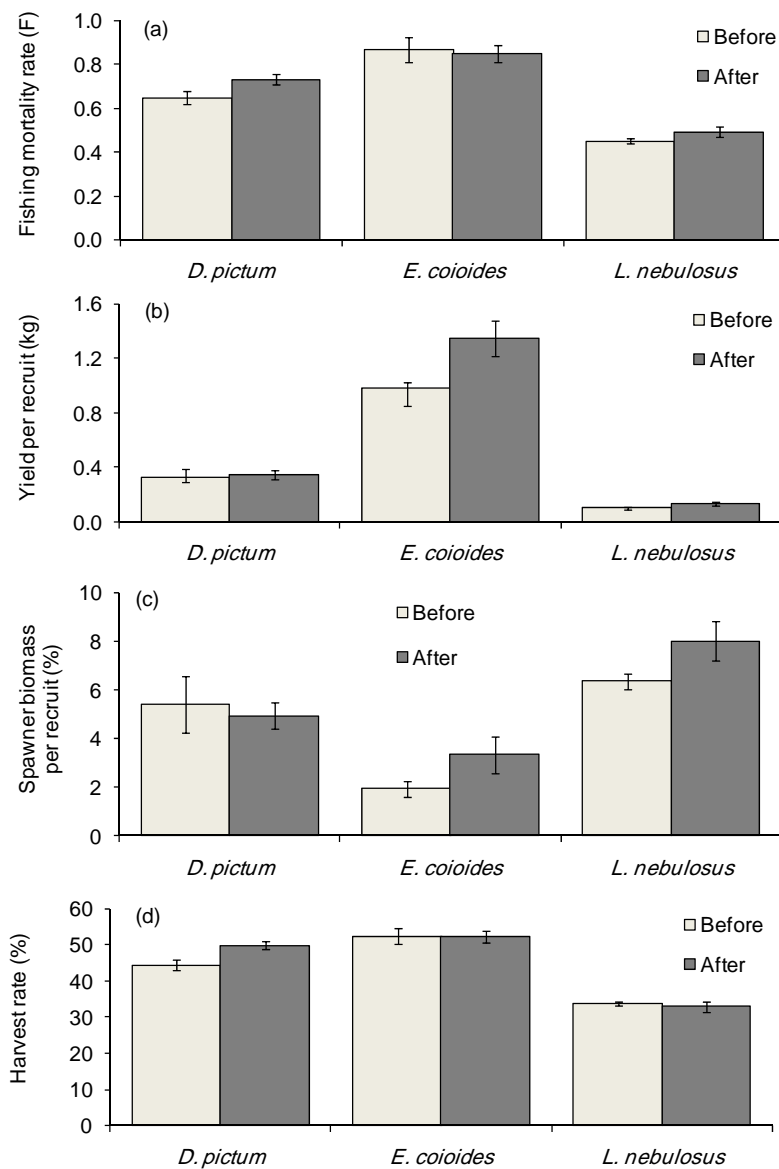 (a)
Fishing mortality rate (F)
1.0
0.8
0.6
0.4
0.2
0.0
Before
After
D. pictum E. coioides L. nebulosus
(b)
Yield per recruit (kg)
1.6
1.2
0.8
0.4
0.0
Before
After
D. pictum E. coioides L. nebulosus
(c)
Spawner biomass
per recruit (%)
10
8
6
4
2
0
Before
After
D. pictum E. coioides L. nebulosus
(d)
Harvest rate (%)
60
50
40
30
20
10
0
Before
After
D. pictum E. coioides L. nebulosus